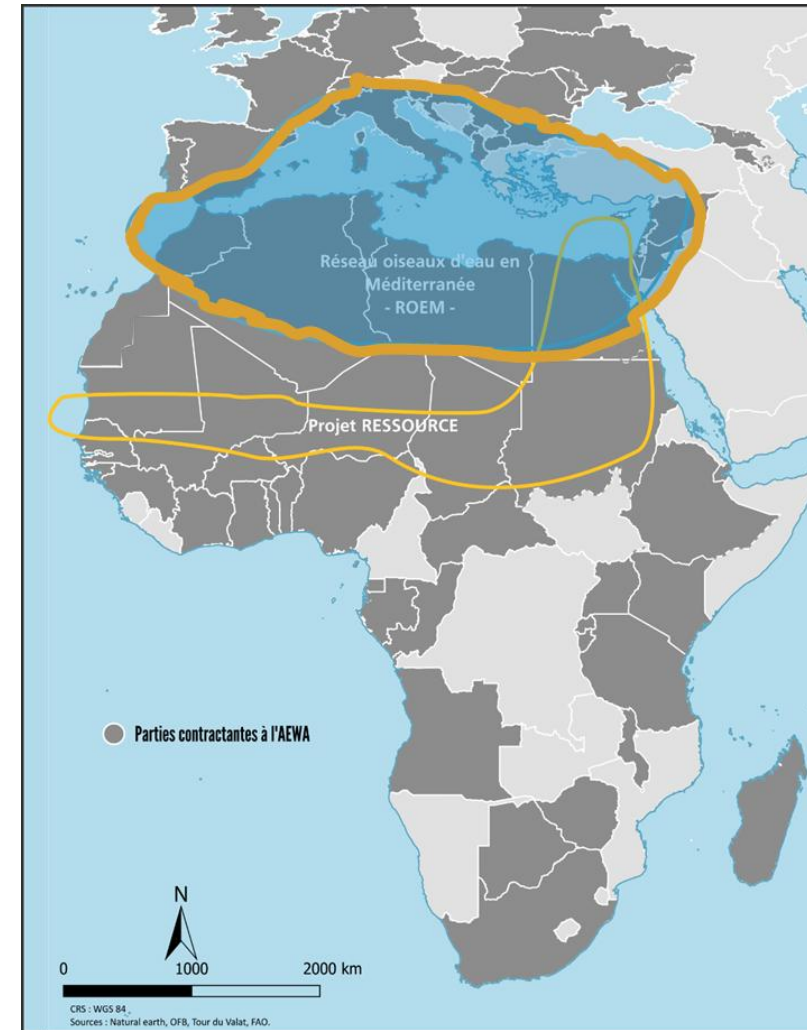 Réseau oiseaux d'eau en
Méditerranée
- ROEM -
Projet RESSOURCE
Parties contractantes à l'AEWA
N
0 1000 2000 km
CRS : WGS 84
Sources : Natural earth, OFB, Tour du Valat, FAO.